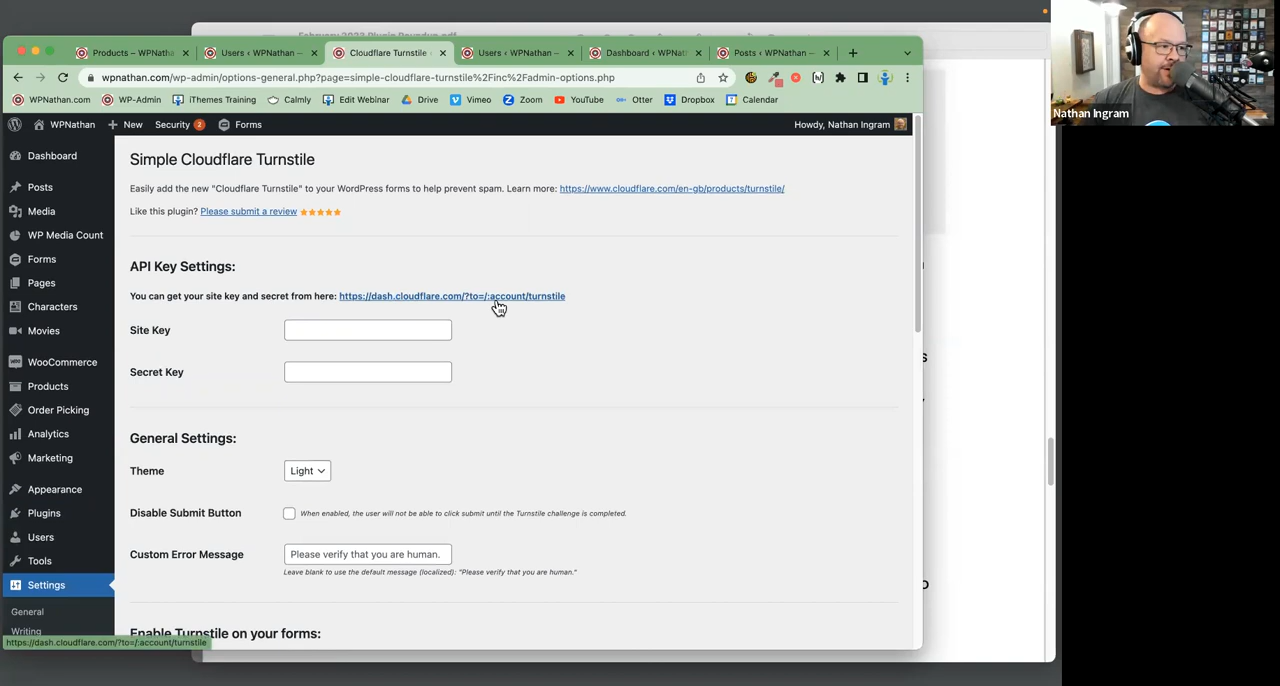 February 2023 Plugin Roundup.pdf
Products – WPNath
Users ‹ WPNathan —
Cloudflare Turnstile
Users ‹ WPNathan —
Dashboard ‹ WPNat
Posts ‹ WPNathan —
wpnathan.com/wp-admin/options-general.php?page=simple-cloudflare-turnstile%2Finc%2Fadmin-options.php
WPNathan.com
WP-Admin
iThemes Training
Calmly
Edit Webinar
Drive
Vimeo
Zoom
YouTube
Otter
Dropbox
Calendar
Nathan Ingram
WPNathan
New
Security 2
Forms
Howdy, Nathan Ingram
Dashboard
Posts
Media
WP Media Count
Forms
Pages
Characters
Movies
WooCommerce
Products
Order Picking
Analytics
Marketing
Appearance
Plugins
Users
Tools
Settings
General
Writing
Simple Cloudflare Turnstile
Easily add the new "Cloudflare Turnstile" to your WordPress forms to help prevent spam. Learn more: https://www.cloudflare.com/en-gb/products/turnstile/
Like this plugin? Please submit a review
API Key Settings:
You can get your site key and secret from here: https://dash.cloudflare.com/?to=/:account/turnstile
Site Key
Secret Key
General Settings:
Theme
Light
Disable Submit Button
When enabled, the user will not be able to click submit until the Turnstile challenge is completed.
Custom Error Message
Please verify that you are human.
Leave blank to use the default message (localized): "Please verify that you are human."
Enable Turnstile on your forms:
https://dash.cloudflare.com/?to=/:account/turnstile